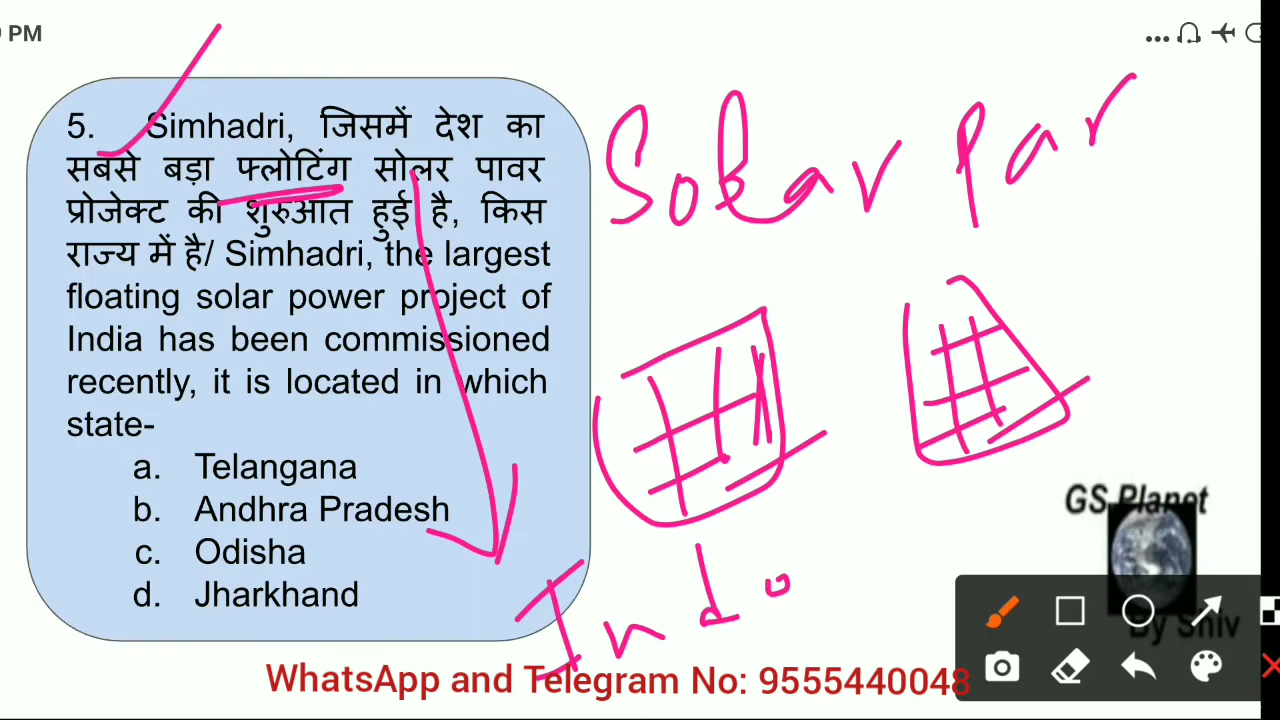 PM
5. Simhadri, जिसमें देश का
सबसे बड़ा फ्लोटिंग सोलर पावर
प्रोजेक्ट की शुरुआत हुई है, किस
राज्य में है/ Simhadri, the largest
floating solar power project of
India has been commissioned
recently, it is located in which
state-
a. Telangana
b. Andhra Pradesh
c. Odisha
d. Jharkhand
Solar Par
Indo
GS Planet
By Shiv
WhatsApp and Telegram No: 9555440048